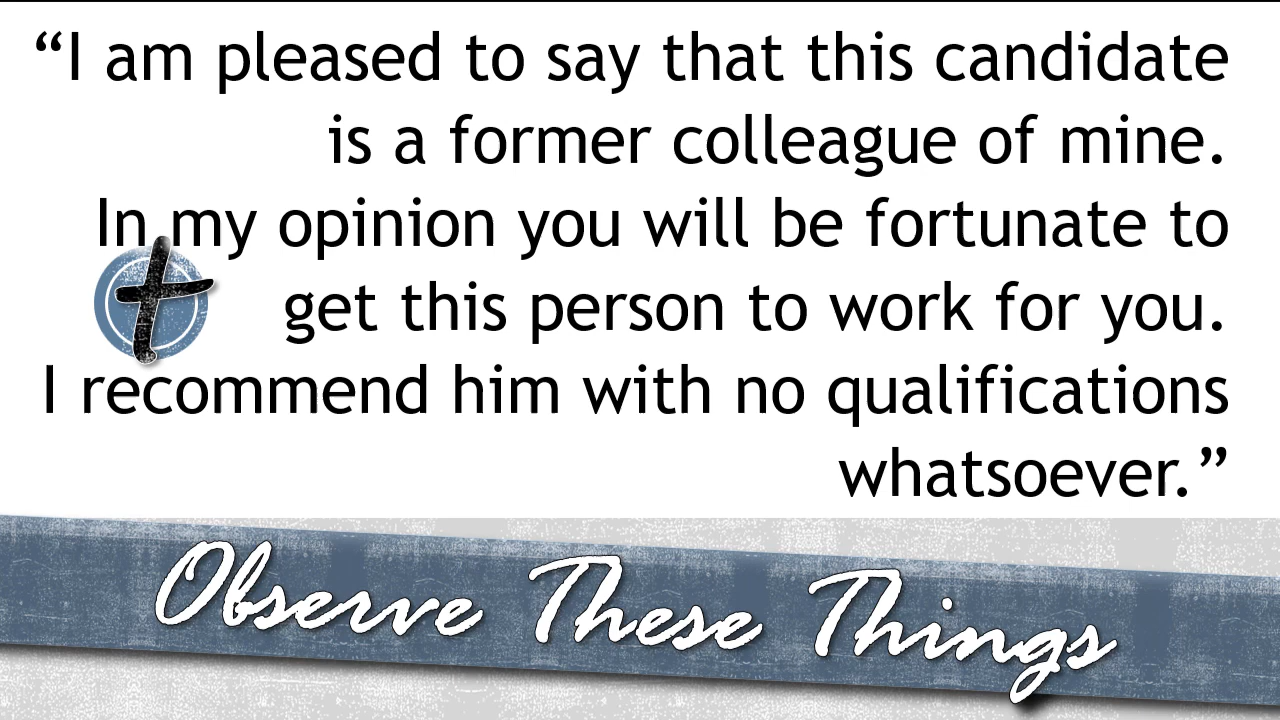 “I am pleased to say that this candidate
is a former colleague of mine.
In my opinion you will be fortunate to
get this person to work for you.
I recommend him with no qualifications
whatsoever.”
Observe These Things